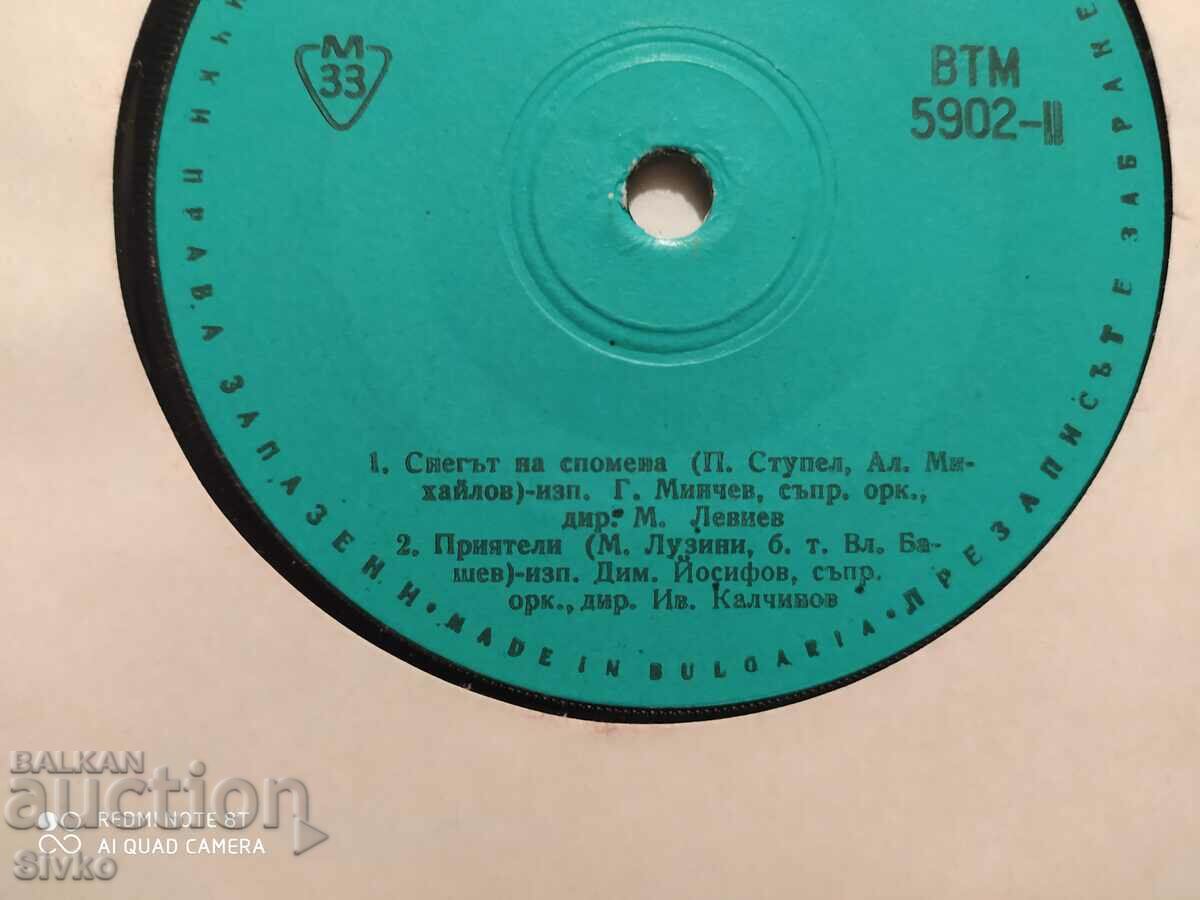 М
33
ВТМ
5902-II
1. Снегът на спомена (П. Ступел, Ал. Ми-
хайлов)-изп. Г. Минчев, съпр. орк.,
дир. М. Левиев
2. Приятели (М. Лузини, б. т. Вл. Ба-
шев)-изп. Дим. Йосифов, съпр.
орк., дир. Ив. Калчинов
ЧКИ ПРАВА ЗАПАЗЕНИ • MADE IN BULGARIA • ПРЕЗАПИСЪТ Е ЗАБРАНЕ
BALKAN
auction
REDMI NOTE 8T
AI QUAD CAMERA
Sivko